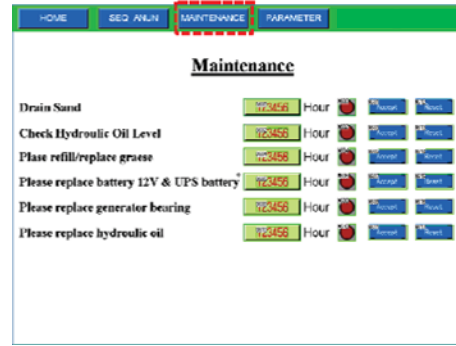 HOME SEQ ANLIN MAINTENANCE PARAMETER
Maintenance
Drain Sand 123456 Hour Accept Reset
Check Hydroulic Oil Level 123456 Hour Accept Reset
Plase refill/replace graese 123456 Hour Accept Reset
Please replace battery 12V & UPS battery 123456 Hour Accept Reset
Please replace generator bearing 123456 Hour Accept Reset
Please replace hydroulic oil 123456 Hour Accept Reset